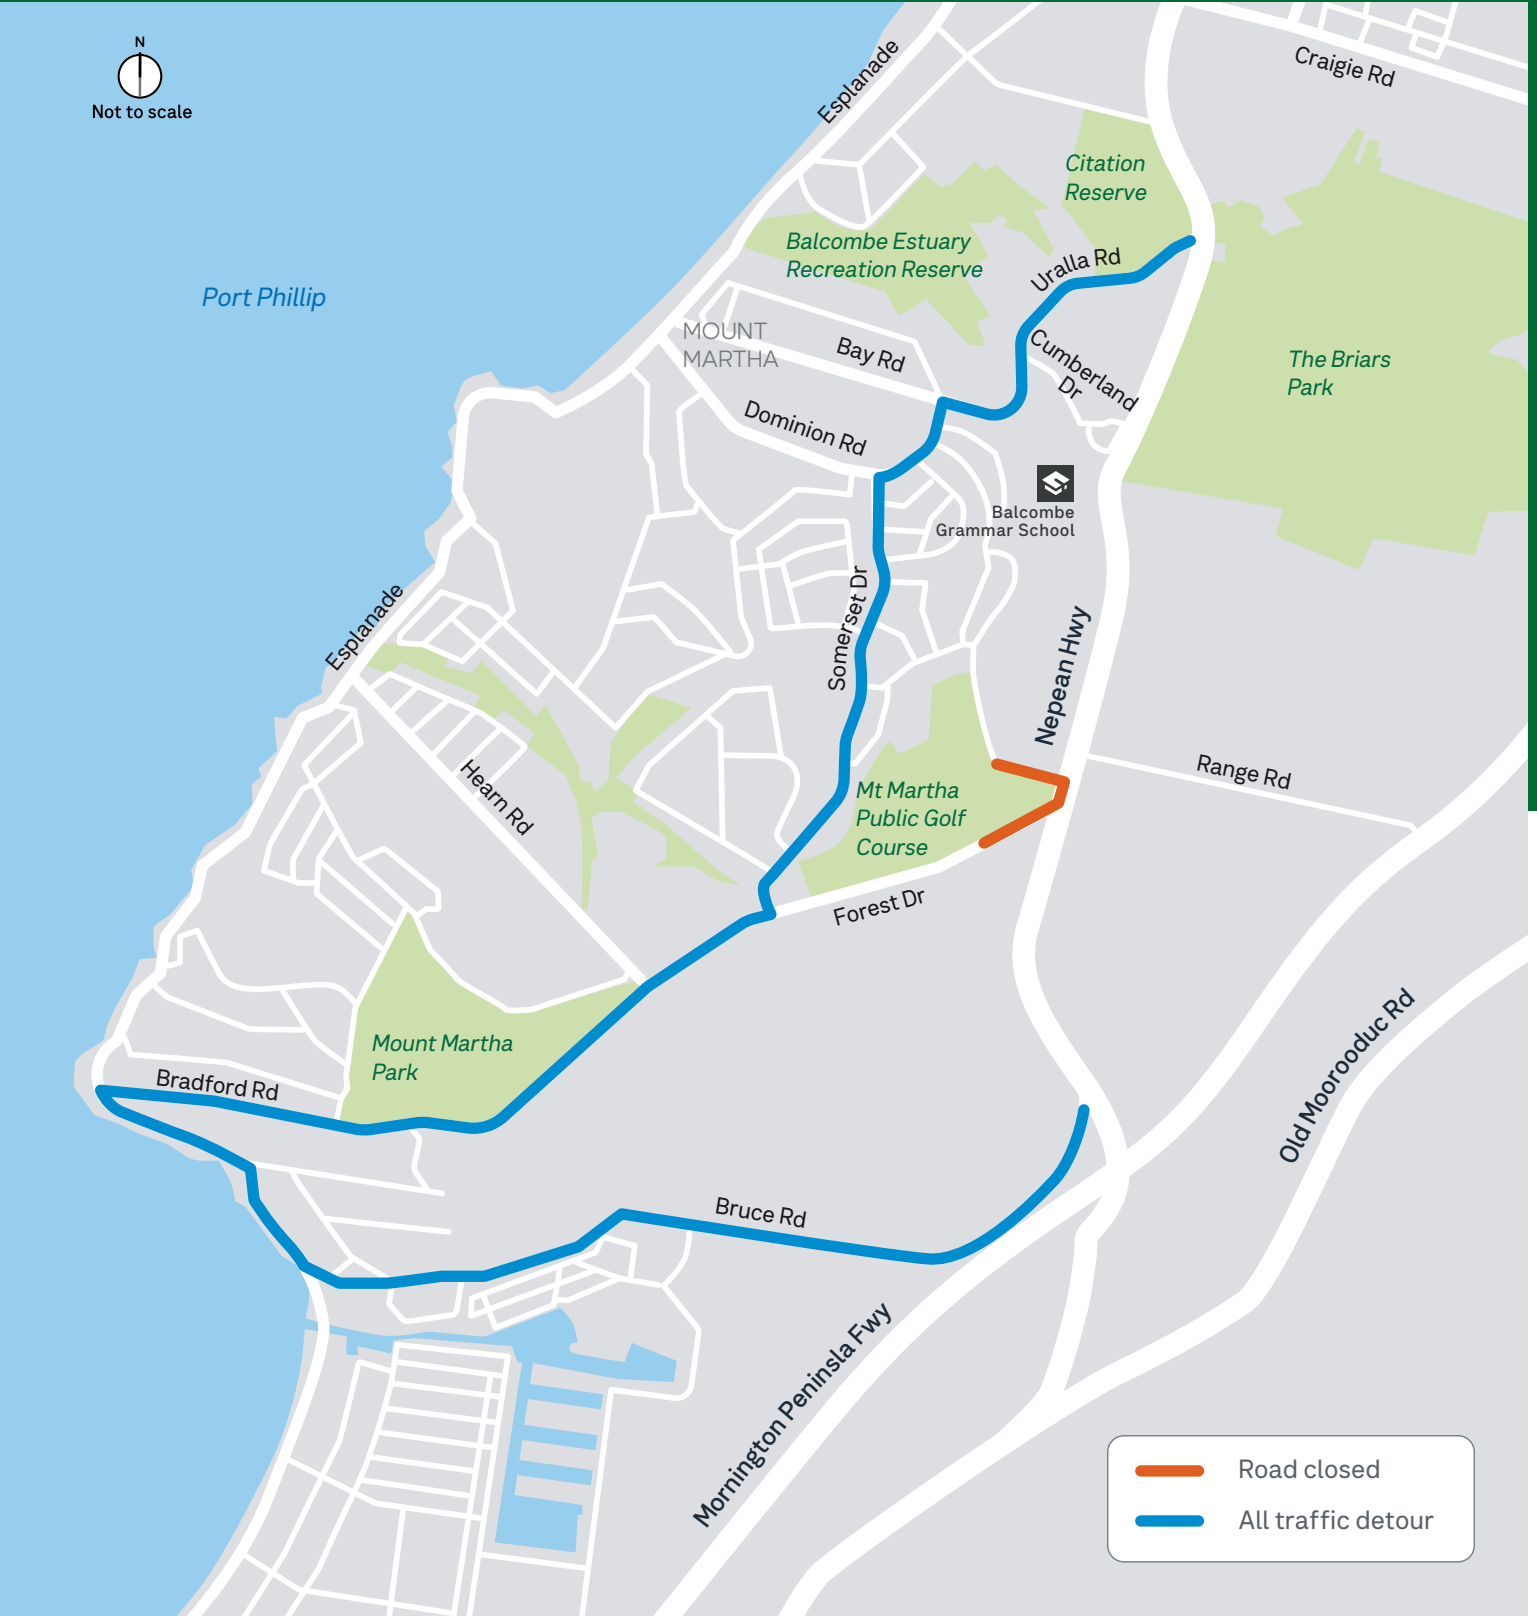 N
Not to scale
Esplanade
Craigie Rd
Citation
Reserve
Balcombe Estuary
Recreation Reserve
Uralla Rd
Port Phillip
MOUNT
MARTHA
Bay Rd
Cumberland
Dr
The Briars
Park
Dominion Rd
Balcombe
Grammar School
Esplanade
Somerset Dr
Nepean Hwy
Hearn Rd
Mt Martha
Public Golf
Course
Range Rd
Forest Dr
Mount Martha
Park
Bradford Rd
Old Moorooduc Rd
Bruce Rd
Mornington Peninsla Fwy
Road closed
All traffic detour